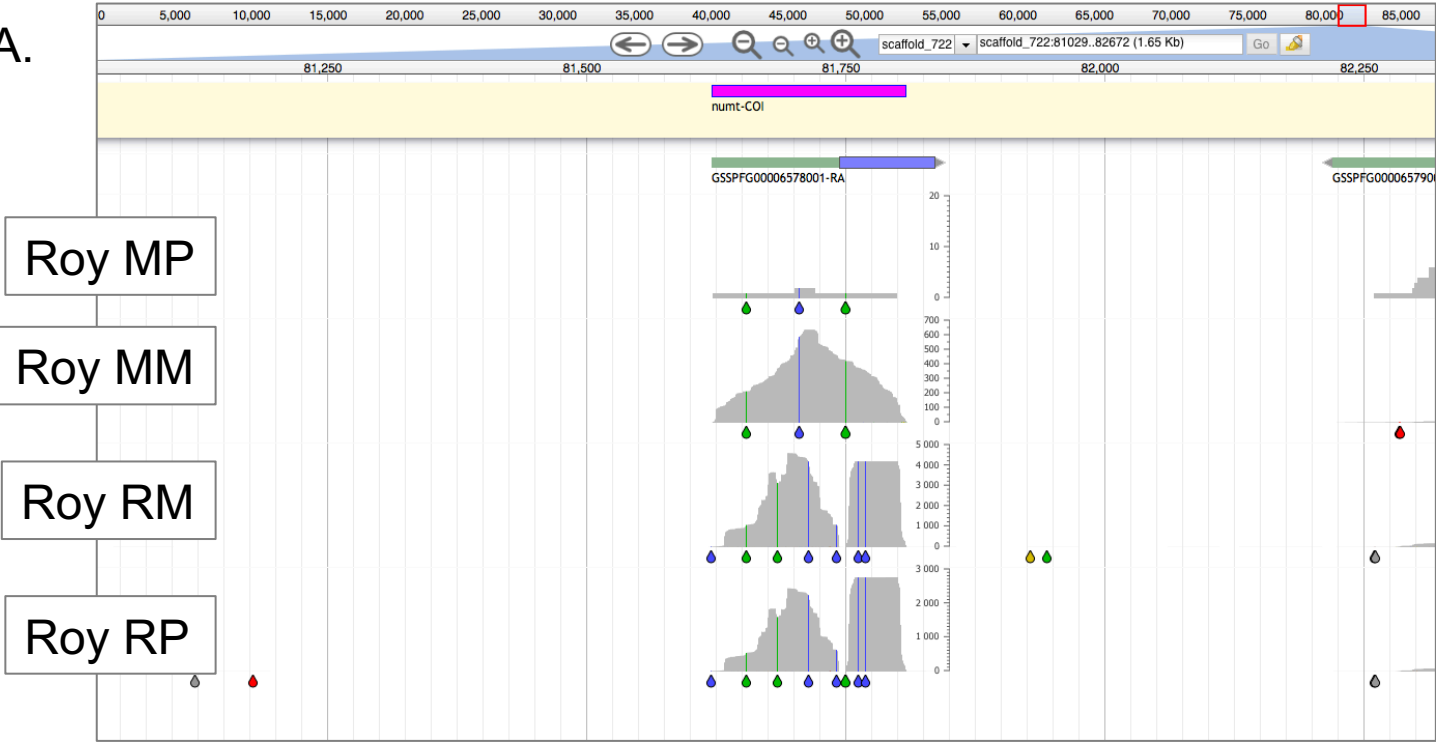 A.
0 5,000 10,000 15,000 20,000 25,000 30,000 35,000 40,000 45,000 50,000 55,000 60,000 65,000 70,000 75,000 80,000 85,000
scaffold_722 scaffold_722:81029..82672 (1.65 Kb) Go
81,250 81,500 81,750 82,000 82,250
numt-COI
GSSPFG00006578001-RA GSSPFG0000657900
20
10
0
Roy MP
700
600
500
400
300
200
100
0
Roy MM
5 000
4 000
3 000
2 000
1 000
0
Roy RM
3 000
2 000
1 000
0
Roy RP